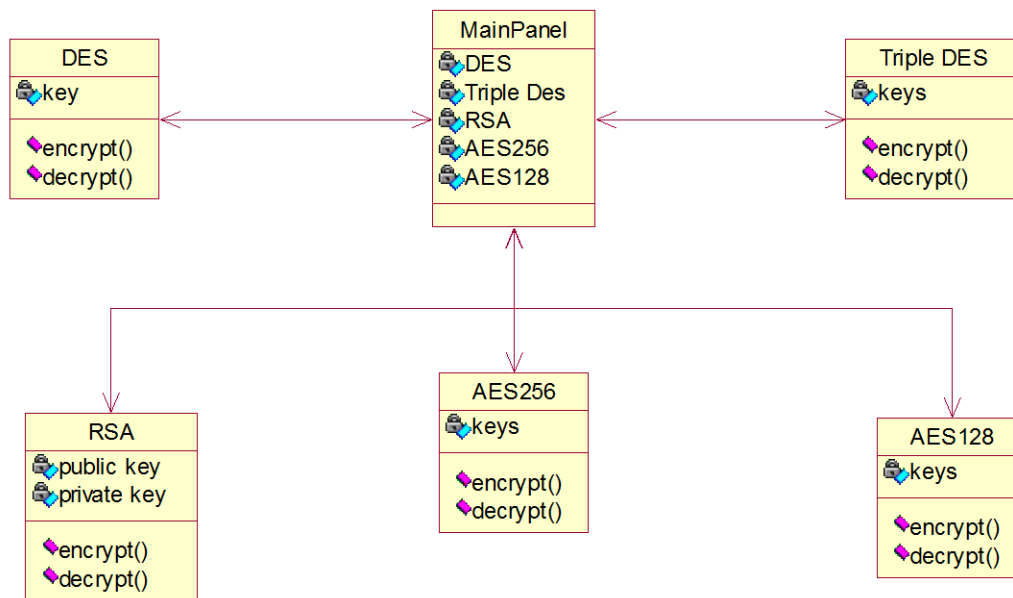 DES
key
encrypt()
decrypt()
MainPanel
DES
Triple Des
RSA
AES256
AES128
Triple DES
keys
encrypt()
decrypt()
RSA
public key
private key
encrypt()
decrypt()
AES256
keys
encrypt()
decrypt()
AES128
keys
encrypt()
decrypt()